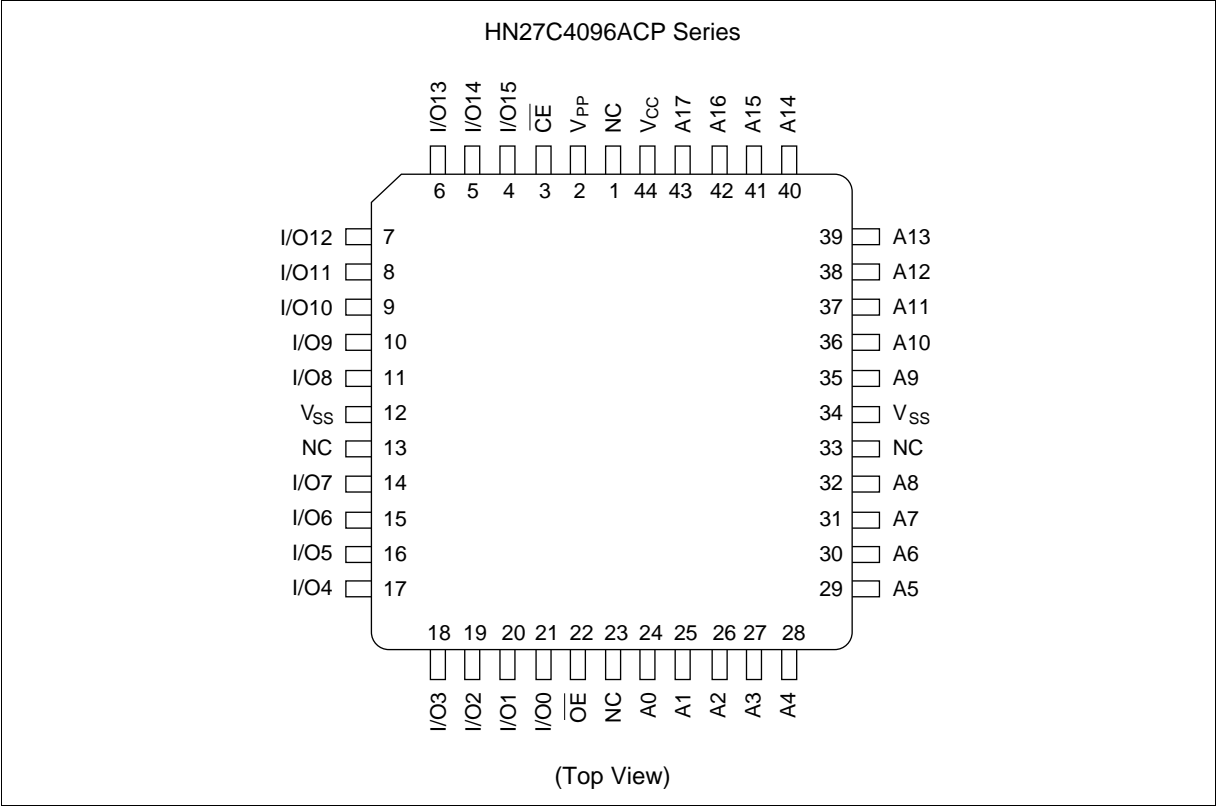 HN27C4096ACP Series
I/O13 I/O14 I/O15 CE VPP NC VCC A17 A16 A15 A14
6 5 4 3 2 1 44 43 42 41 40
I/O12 7 39 A13
I/O11 8 38 A12
I/O10 9 37 A11
I/O9 10 36 A10
I/O8 11 35 A9
VSS 12 34 VSS
NC 13 33 NC
I/O7 14 32 A8
I/O6 15 31 A7
I/O5 16 30 A6
I/O4 17 29 A5
18 19 20 21 22 23 24 25 26 27 28
I/O3 I/O2 I/O1 I/O0 OE NC A0 A1 A2 A3 A4
(Top View)